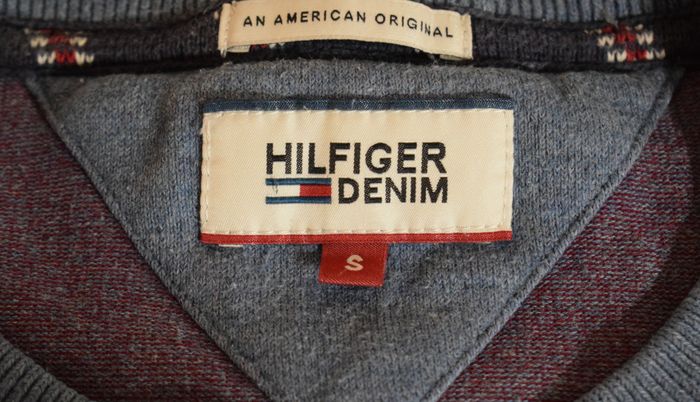 AN AMERICAN ORIGINAL
HILFIGER
DENIM
S